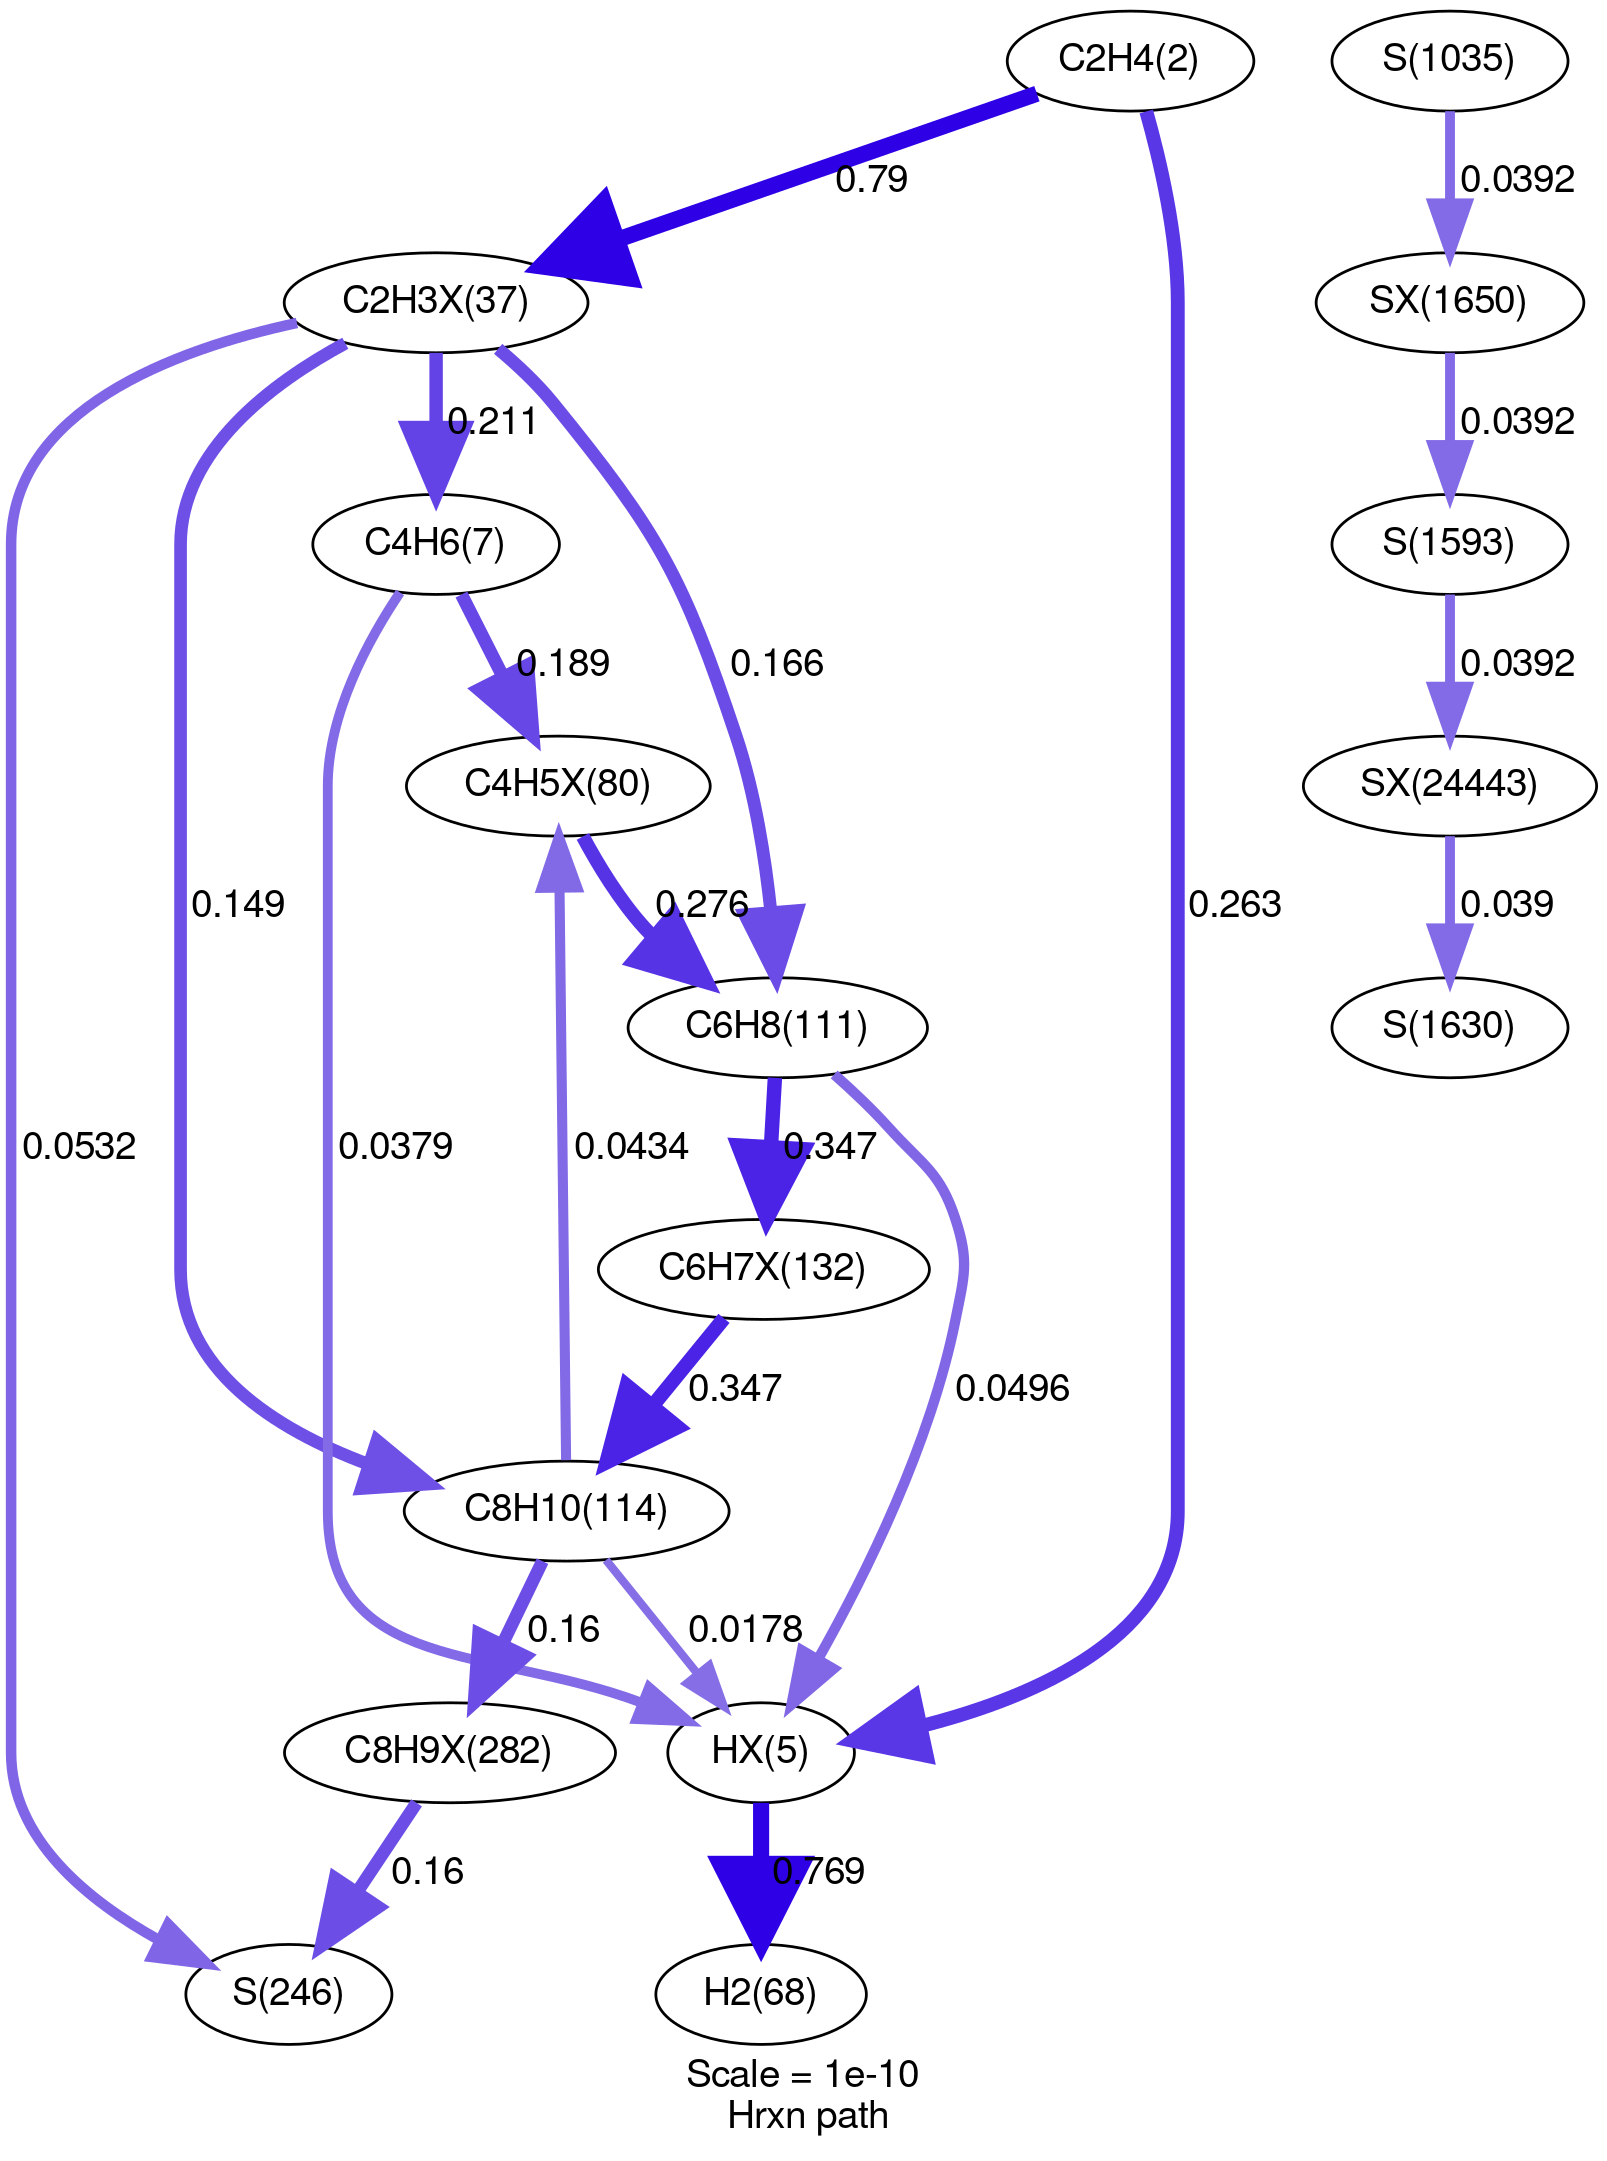 C2H4(2)
S(1035)
0.79
0.0392
C2H3X(37)
SX(1650)
0.211
0.0392
C4H6(7)
S(1593)
0.189
0.166
0.0392
C4H5X(80)
SX(24443)
0.149
0.276
0.263
0.039
C6H8(111)
S(1630)
0.0532
0.0379
0.0434
0.347
C6H7X(132)
0.347
0.0496
C8H10(114)
0.16
0.0178
C8H9X(282)
HX(5)
0.16
0.769
S(246)
H2(68)
Scale = 1e-10
Hrxn path